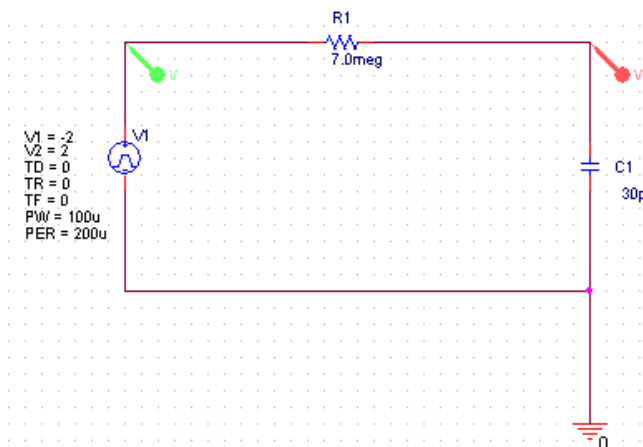 R1
7.0meg
V
V
V1 = -2
V2 = 2
TD = 0
TR = 0
TF = 0
PW = 100u
PER = 200u
V1
C1
30p
0